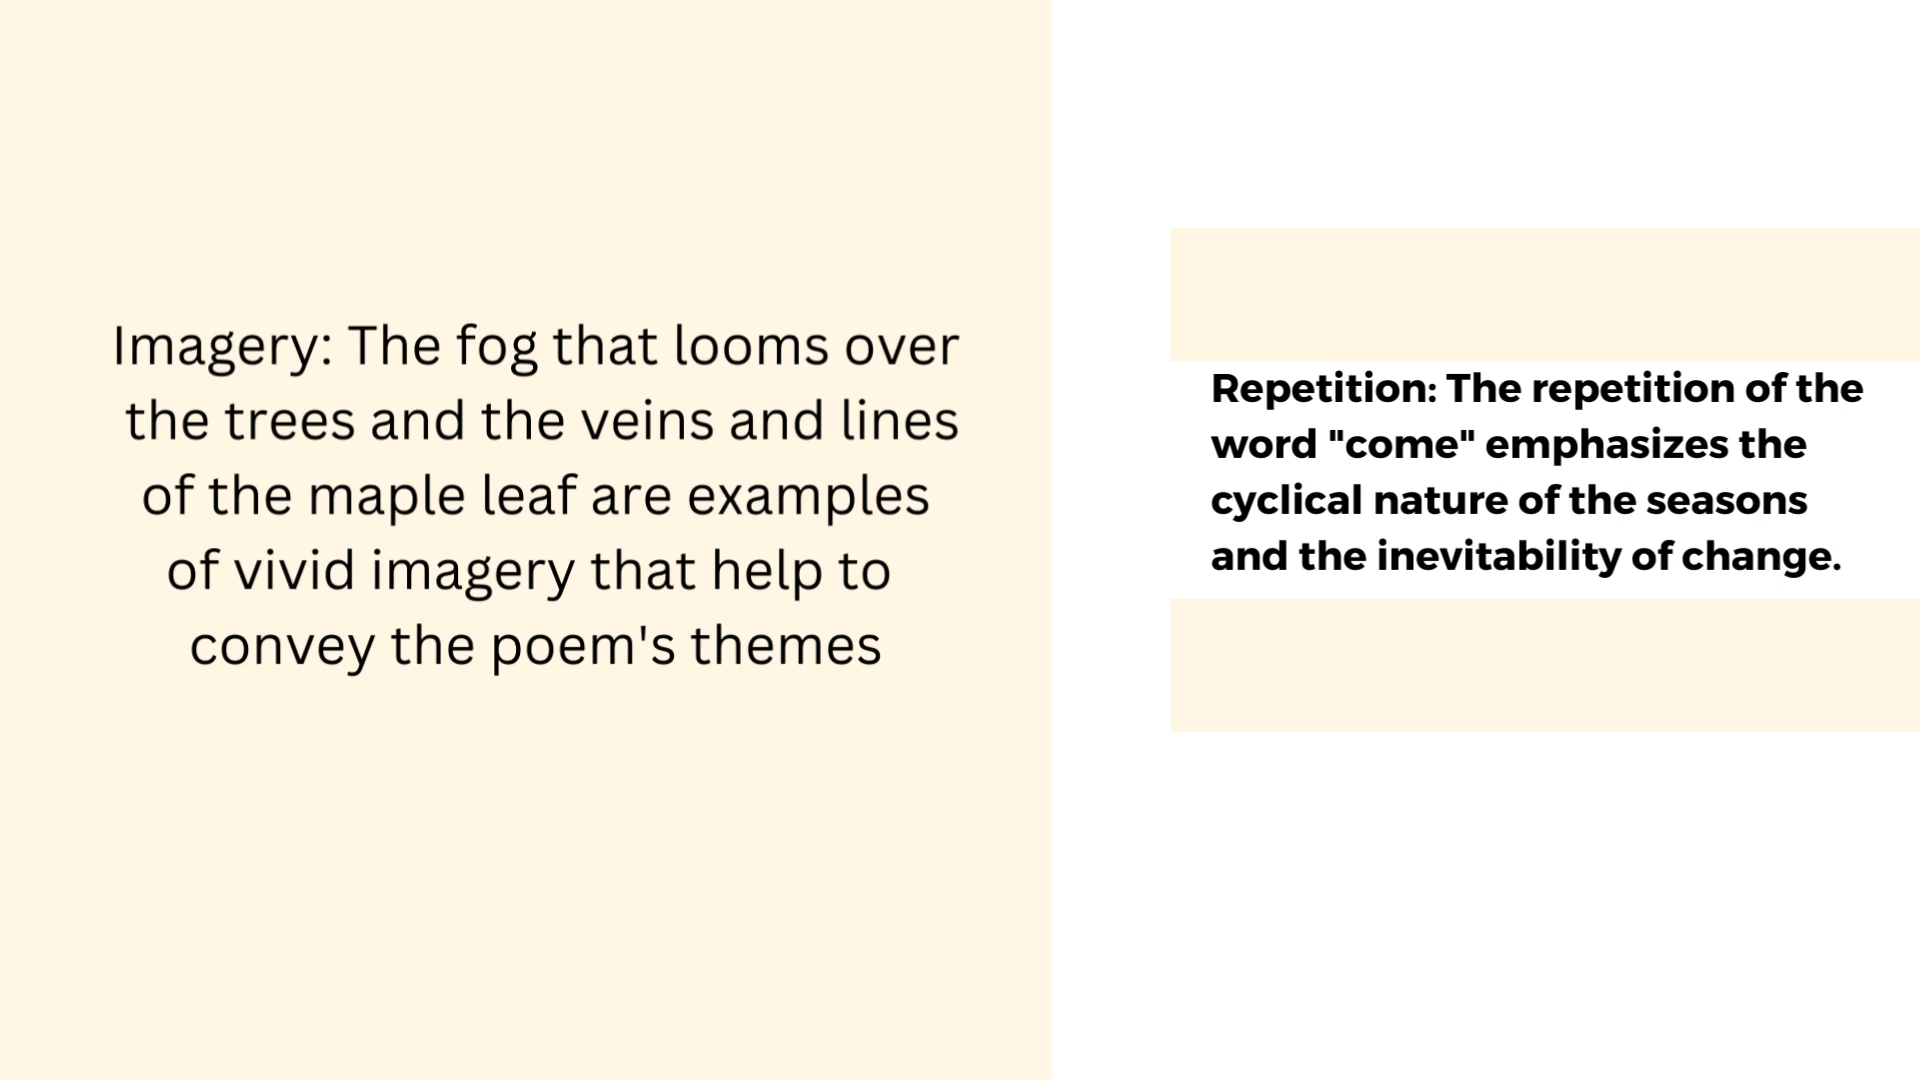 Imagery: The fog that looms over
the trees and the veins and lines
of the maple leaf are examples
of vivid imagery that help to
convey the poem's themes
Repetition: The repetition of the
word "come" emphasizes the
cyclical nature of the seasons
and the inevitability of change.